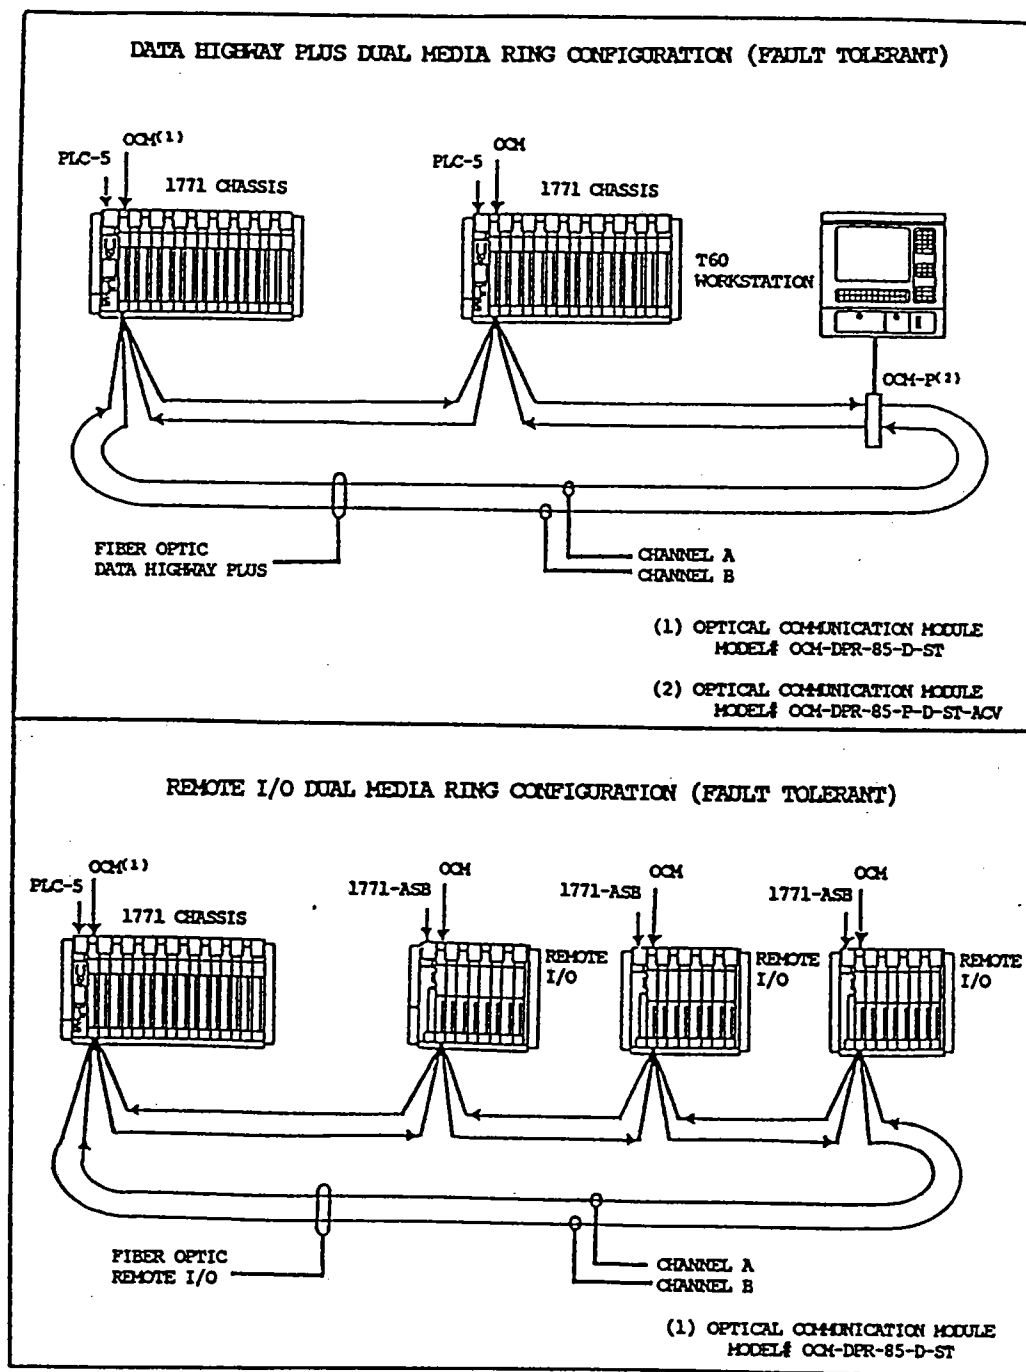 DATA HIGHWAY PLUS DUAL MEDIA RING CONFIGURATION (FAULT TOLERANT)
OCM(1)
PLC-5
1771 CHASSIS
OCM
PLC-5
1771 CHASSIS
T60
WORKSTATION
OCM-P(2)
FIBER OPTIC
DATA HIGHWAY PLUS
CHANNEL A
CHANNEL B
(1) OPTICAL COMMUNICATION MODULE
MODEL# OCM-DPR-85-D-ST
(2) OPTICAL COMMUNICATION MODULE
MODEL# OCM-DPR-85-P-D-ST-ACV
REMOTE I/O DUAL MEDIA RING CONFIGURATION (FAULT TOLERANT)
OCM(1)
PLC-5
1771 CHASSIS
OCM
1771-ASB
REMOTE
I/O
OCM
1771-ASB
REMOTE
I/O
OCM
1771-ASB
REMOTE
I/O
FIBER OPTIC
REMOTE I/O
CHANNEL A
CHANNEL B
(1) OPTICAL COMMUNICATION MODULE
MODEL# OCM-DPR-85-D-ST